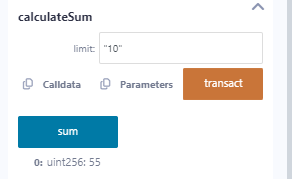 calculateSum
limit: "10"
Calldata Parameters transact
sum
0: uint256: 55